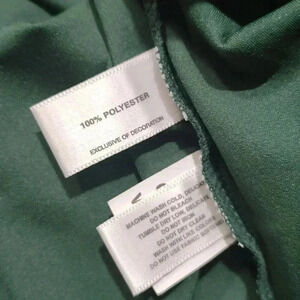 100% POLYESTER
EXCLUSIVE OF DECORATION
MACHINE WASH COLD, DELICATE
DO NOT BLEACH
TUMBLE DRY LOW, DELICATE
DO NOT IRON
DO NOT DRY CLEAN
WASH WITH LIKE COLORS
DO NOT USE FABRIC SOFTENER